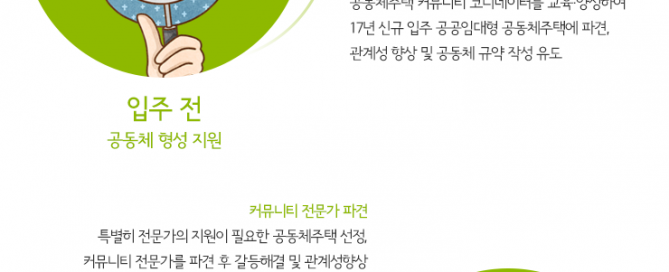 공동체주택 커뮤니티 코디네이터를 교육·양성하여
17년 신규 입주 공공임대형 공동체주택에 파견,
관계성 향상 및 공동체 규약 작성 유도
입주 전
공동체 형성 지원
커뮤니티 전문가 파견
특별히 전문가의 지원이 필요한 공동체주택 선정,
커뮤니티 전문가를 파견 후 갈등해결 및 관계성향상